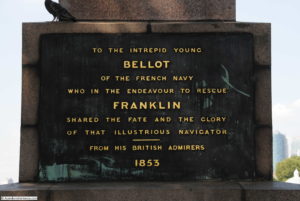 TO THE INTREPID YOUNG
BELLOT
OF THE FRENCH NAVY
WHO IN THE ENDEAVOUR TO RESCUE
FRANKLIN
SHARED THE FATE AND THE GLORY
OF THAT ILLUSTRIOUS NAVIGATOR
FROM HIS BRITISH ADMIRERS
1853